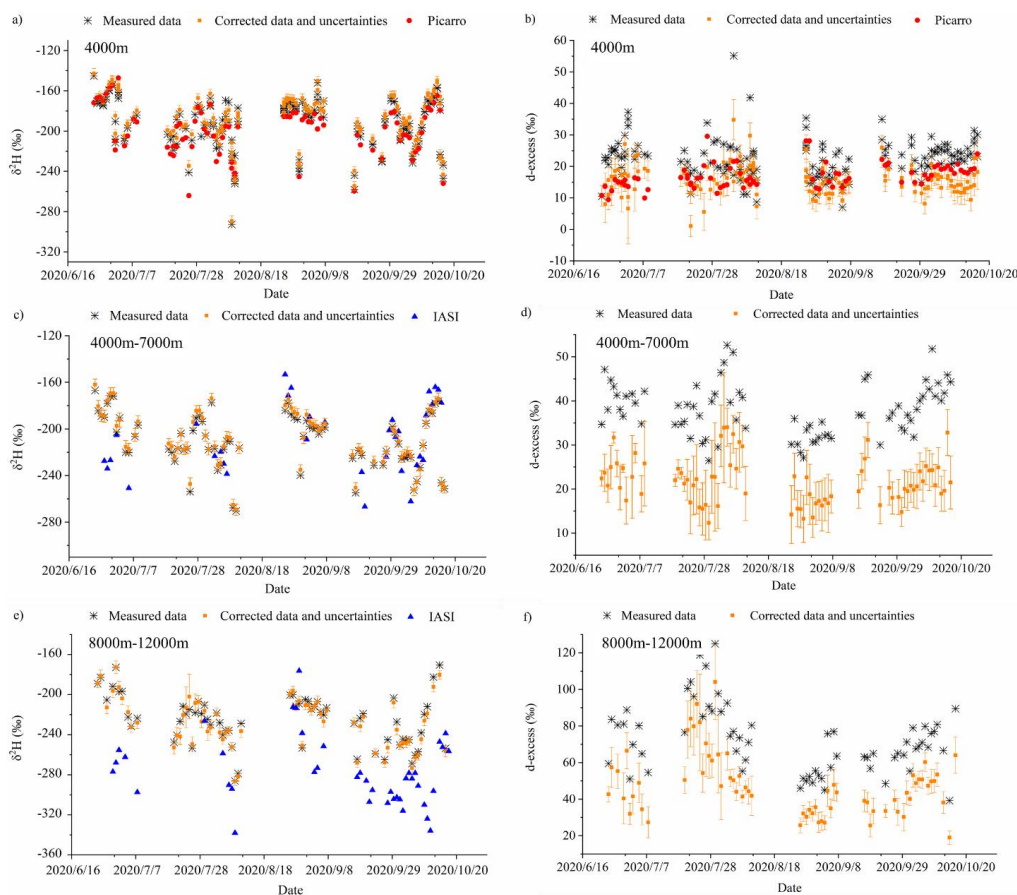 a) Measured data Corrected data and uncertainties Picarro
4000m
-120
-160
-200
-240
-280
-320
δ²H (‰)
2020/6/16 2020/7/7 2020/7/28 2020/8/18 2020/9/8 2020/9/29 2020/10/20
Date
b) Measured data Corrected data and uncertainties Picarro
4000m
60
50
40
30
20
10
0
-10
d-excess (‰)
2020/6/16 2020/7/7 2020/7/28 2020/8/18 2020/9/8 2020/9/29 2020/10/20
Date
c) Measured data Corrected data and uncertainties IASI
4000m-7000m
-120
-160
-200
-240
-280
δ²H (‰)
2020/6/16 2020/7/7 2020/7/28 2020/8/18 2020/9/8 2020/9/29 2020/10/20
Date
d) Measured data Corrected data and uncertainties
4000m-7000m
60
50
40
30
20
10
d-excess (‰)
2020/6/16 2020/7/7 2020/7/28 2020/8/18 2020/9/8 2020/9/29 2020/10/20
Date
e) Measured data Corrected data and uncertainties IASI
8000m-12000m
-160
-200
-240
-280
-320
-360
δ²H (‰)
2020/6/16 2020/7/7 2020/7/28 2020/8/18 2020/9/8 2020/9/29 2020/10/20
Date
f) Measured data Corrected data and uncertainties
8000m-12000m
120
100
80
60
40
20
d-excess (‰)
2020/6/16 2020/7/7 2020/7/28 2020/8/18 2020/9/8 2020/9/29 2020/10/20
Date